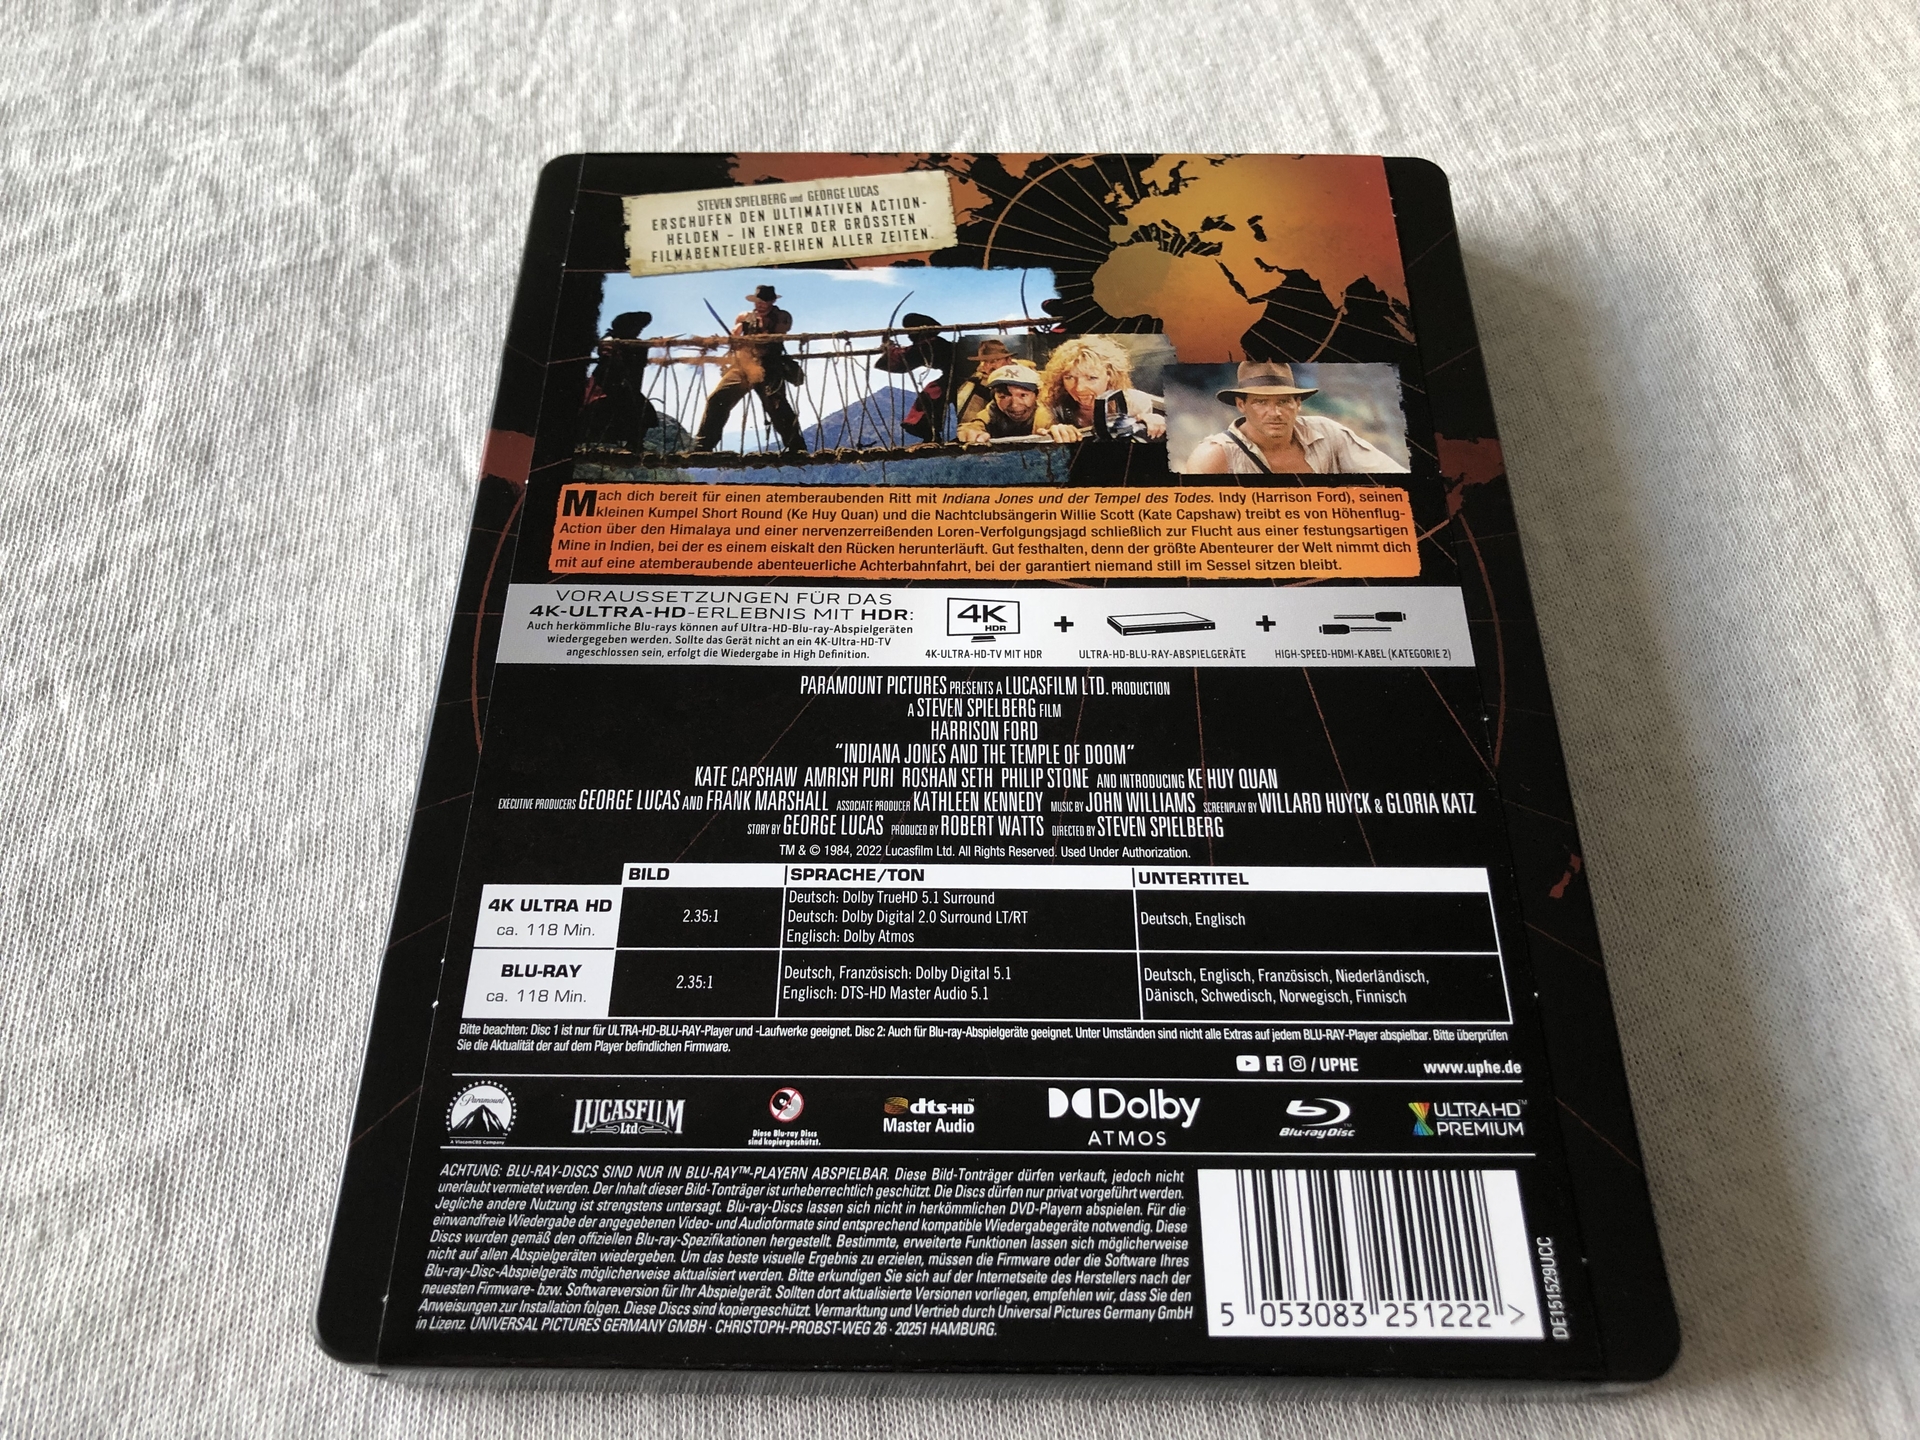 STEVEN SPIELBERG und GEORGE LUCAS
ERSCHUFEN DEN ULTIMATIVEN ACTION-
HELDEN – IN EINER DER GRÖSSTEN
FILMABENTEUER-REIHEN ALLER ZEITEN.
Mach dich bereit für einen atemberaubenden Ritt mit Indiana Jones und der Tempel des Todes. Indy (Harrison Ford), seinen
kleinen Kumpel Short Round (Ke Huy Quan) und die Nachtclubsängerin Willie Scott (Kate Capshaw) treibt es von Höhenflug-
Action über den Himalaya und einer nervenzerreißenden Loren-Verfolgungsjagd schließlich zur Flucht aus einer festungsartigen
Mine in Indien, bei der es einem eiskalt den Rücken herunterläuft. Gut festhalten, denn der größte Abenteurer der Welt nimmt dich
mit auf eine atemberaubende abenteuerliche Achterbahnfahrt, bei der garantiert niemand still im Sessel sitzen bleibt.
VORAUSSETZUNGEN FÜR DAS
4K-ULTRA-HD-ERLEBNIS MIT HDR:
Auch herkömmliche Blu-rays können auf Ultra-HD-Blu-ray-Abspielgeräten
wiedergegeben werden. Sollte das Gerät nicht an ein 4K-Ultra-HD-TV
angeschlossen sein, erfolgt die Wiedergabe in High Definition.
4K
HDR
4K-ULTRA-HD-TV MIT HDR
+
ULTRA-HD-BLU-RAY-ABSPIELGERÄTE
+
HIGH-SPEED-HDMI-KABEL (KATEGORIE 2)
PARAMOUNT PICTURES PRESENTS A LUCASFILM LTD. PRODUCTION
A STEVEN SPIELBERG FILM
HARRISON FORD
"INDIANA JONES AND THE TEMPLE OF DOOM"
KATE CAPSHAW AMRISH PURI ROSHAN SETH PHILIP STONE AND INTRODUCING KE HUY QUAN
EXECUTIVE PRODUCERS GEORGE LUCAS AND FRANK MARSHALL ASSOCIATE PRODUCER KATHLEEN KENNEDY MUSIC BY JOHN WILLIAMS SCREENPLAY BY WILLARD HUYCK & GLORIA KATZ
STORY BY GEORGE LUCAS PRODUCED BY ROBERT WATTS DIRECTED BY STEVEN SPIELBERG
TM & © 1984, 2022 Lucasfilm Ltd. All Rights Reserved. Used Under Authorization.
BILD SPRACHE/TON UNTERTITEL
4K ULTRA HD
ca. 118 Min.
2.35:1
Deutsch: Dolby TrueHD 5.1 Surround
Deutsch: Dolby Digital 2.0 Surround LT/RT
Englisch: Dolby Atmos
Deutsch, Englisch
BLU-RAY
ca. 118 Min.
2.35:1
Deutsch, Französisch: Dolby Digital 5.1
Englisch: DTS-HD Master Audio 5.1
Deutsch, Englisch, Französisch, Niederländisch,
Dänisch, Schwedisch, Norwegisch, Finnisch
Bitte beachten: Disc 1 ist nur für ULTRA-HD-BLU-RAY-Player und -Laufwerke geeignet. Disc 2: Auch für Blu-ray-Abspielgeräte geeignet. Unter Umständen sind nicht alle Extras auf jedem BLU-RAY-Player abspielbar. Bitte überprüfen
Sie die Aktualität der auf dem Player befindlichen Firmware.
/UPHE www.uphe.de
Paramount
A ViacomCBS Company
LUCASFILM
Ltd
Diese Blu-ray Discs
sind kopiergeschützt.
dts-HD
Master Audio
Dolby
ATMOS
Blu-ray Disc
ULTRA HD™
PREMIUM
ACHTUNG: BLU-RAY-DISCS SIND NUR IN BLU-RAY™-PLAYERN ABSPIELBAR. Diese Bild-Tonträger dürfen verkauft, jedoch nicht
unerlaubt vermietet werden. Der Inhalt dieser Bild-Tonträger ist urheberrechtlich geschützt. Die Discs dürfen nur privat vorgeführt werden.
Jegliche andere Nutzung ist strengstens untersagt. Blu-ray-Discs lassen sich nicht in herkömmlichen DVD-Playern abspielen. Für die
einwandfreie Wiedergabe der angegebenen Video- und Audioformate sind entsprechend kompatible Wiedergabegeräte notwendig. Diese
Discs wurden gemäß den offiziellen Blu-ray-Spezifikationen hergestellt. Bestimmte, erweiterte Funktionen lassen sich möglicherweise
nicht auf allen Abspielgeräten wiedergeben. Um das beste visuelle Ergebnis zu erzielen, müssen die Firmware oder die Software Ihres
Blu-ray-Disc-Abspielgeräts möglicherweise aktualisiert werden. Bitte erkundigen Sie sich auf der Internetseite des Herstellers nach der
neuesten Firmware- bzw. Softwareversion für Ihr Abspielgerät. Sollten dort aktualisierte Versionen vorliegen, empfehlen wir, dass Sie den
Anweisungen zur Installation folgen. Diese Discs sind kopiergeschützt. Vermarktung und Vertrieb durch Universal Pictures Germany GmbH
in Lizenz. UNIVERSAL PICTURES GERMANY GMBH · CHRISTOPH-PROBST-WEG 26 · 20251 HAMBURG.
5 053083 251222 >
DE151529UCC